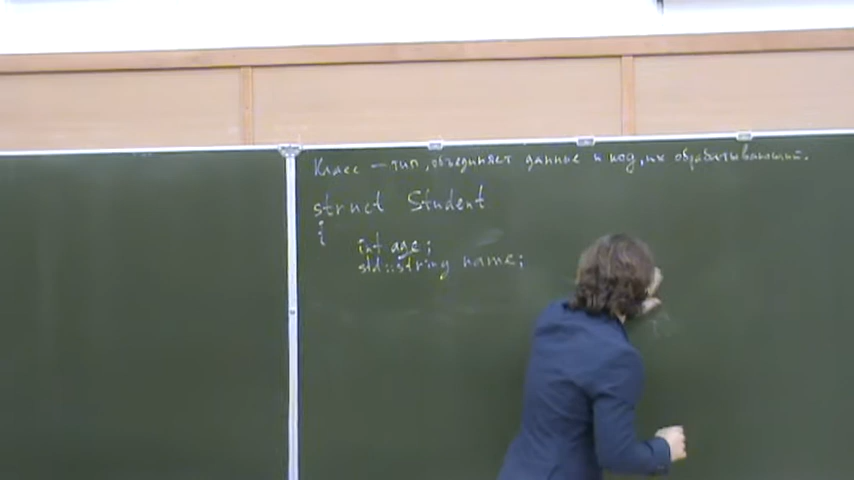 Класс — тип, объединяет данные и код, их обрабатывающий.
struct Student
{
int age;
std::string name;